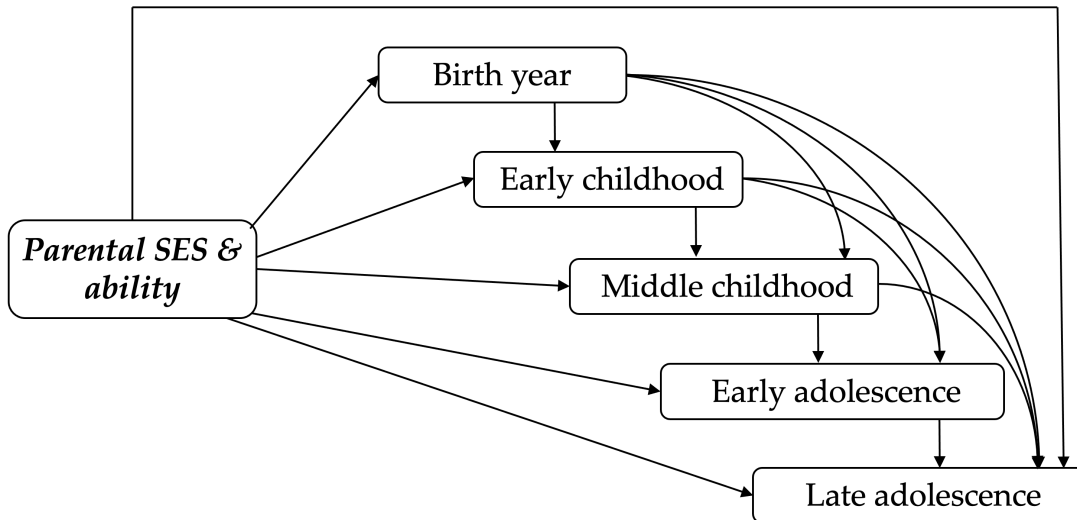 Birth year
Early childhood
Parental SES &
ability
Middle childhood
Early adolescence
Late adolescence